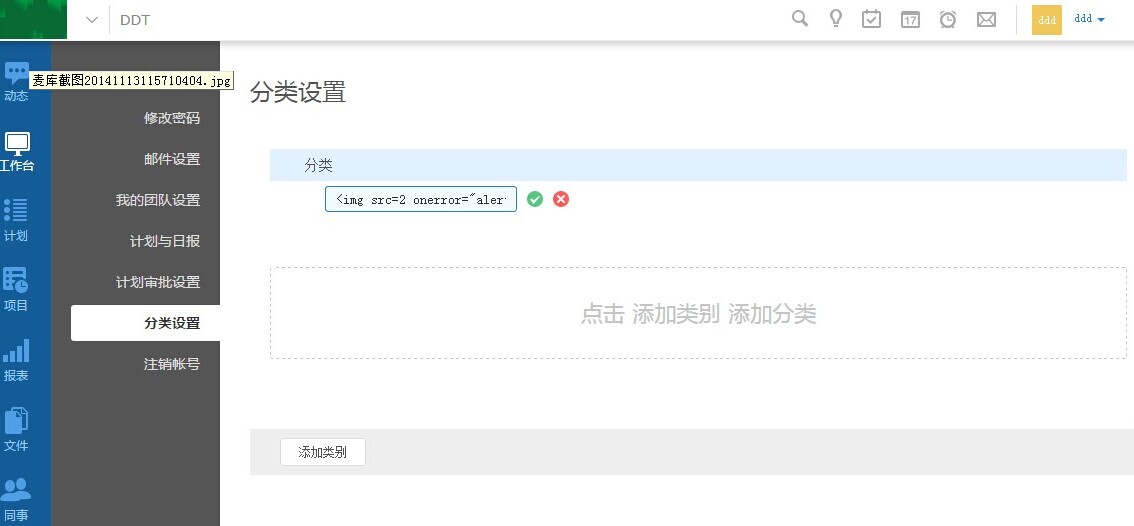 DDT
17
ddd
ddd
麦库截图20141113115710404.jpg
动态
工作台
计划
项目
报表
文件
同事
修改密码
邮件设置
我的团队设置
计划与日报
计划审批设置
分类设置
注销帐号
分类设置
分类
<img src=2 onerror="aler
点击 添加类别 添加分类
添加类别